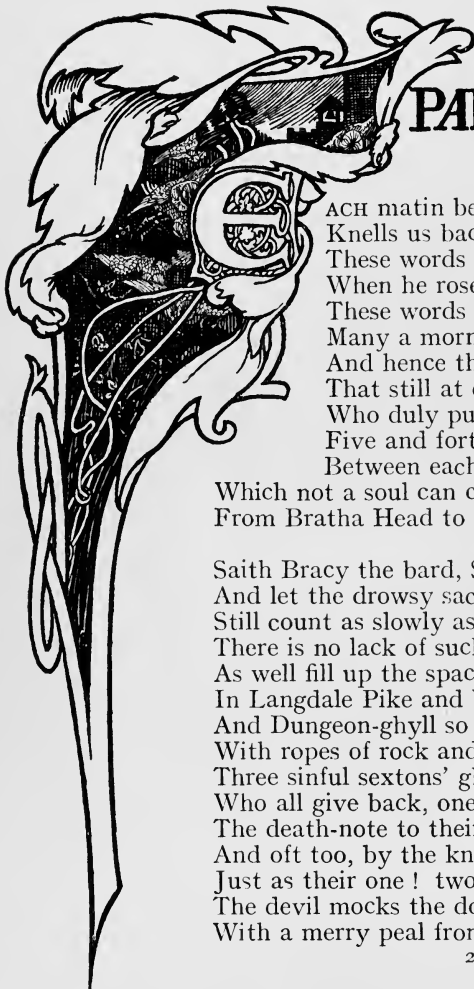 PA
EACH matin be
Knells us bac
These words
When he rose
These words
Many a morn
And hence th
That still at
Who duly pu
Five and fort
Between each
Which not a soul can c
From Bratha Head to
Saith Bracy the bard, S
And let the drowsy sac
Still count as slowly as
There is no lack of such
As well fill up the spac
In Langdale Pike and
And Dungeon-ghyll so
With ropes of rock and
Three sinful sextons' gh
Who all give back, one
The death-note to their
And oft too, by the kn
Just as their one ! two
The devil mocks the do
With a merry peal from
2